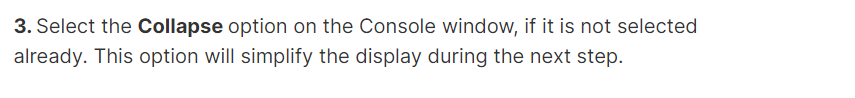 3. Select the Collapse option on the Console window, if it is not selected
already. This option will simplify the display during the next step.